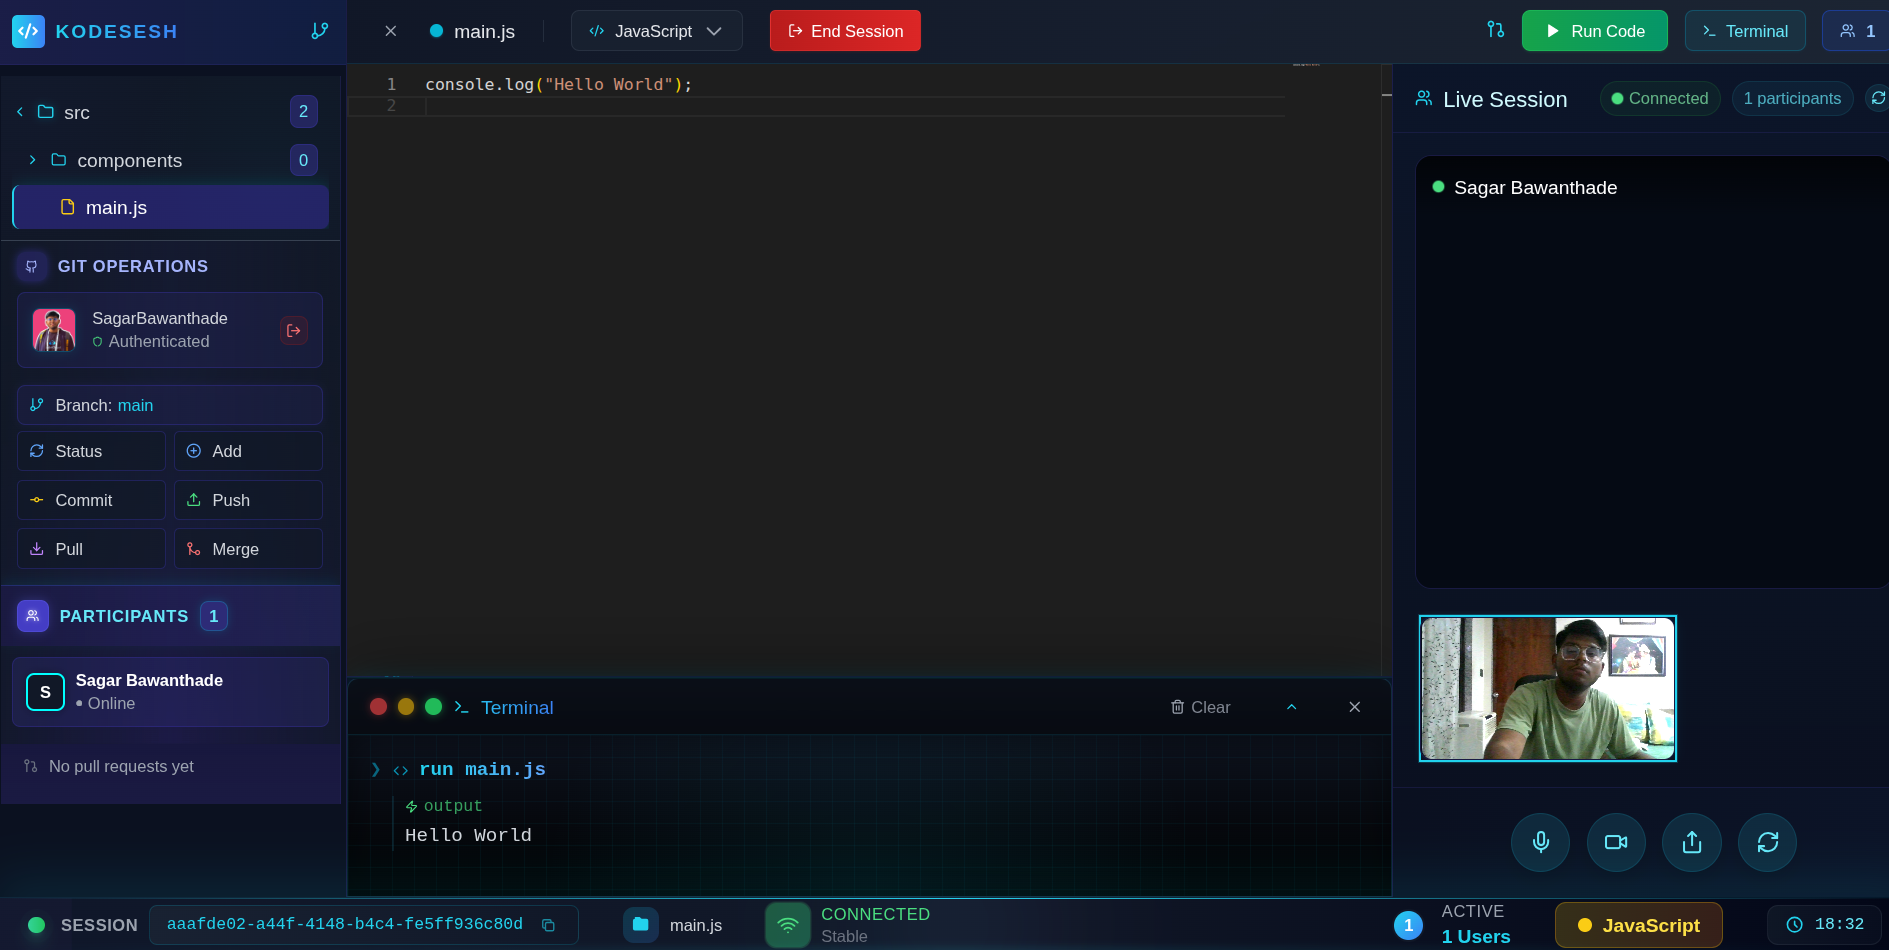 KODESESH
main.js
JavaScript
End Session
Run Code
Terminal
1
src
2
components
0
main.js
GIT OPERATIONS
SagarBawanthade
Authenticated
Branch: main
Status
Add
Commit
Push
Pull
Merge
PARTICIPANTS
1
S
Sagar Bawanthade
Online
No pull requests yet
1 console.log("Hello World");
2
Terminal
Clear
❯ <> run main.js
output
Hello World
Live Session
Connected
1 participants
Sagar Bawanthade
SESSION
aaafde02-a44f-4148-b4c4-fe5ff936c80d
main.js
CONNECTED
Stable
1
ACTIVE
1 Users
JavaScript
18:32